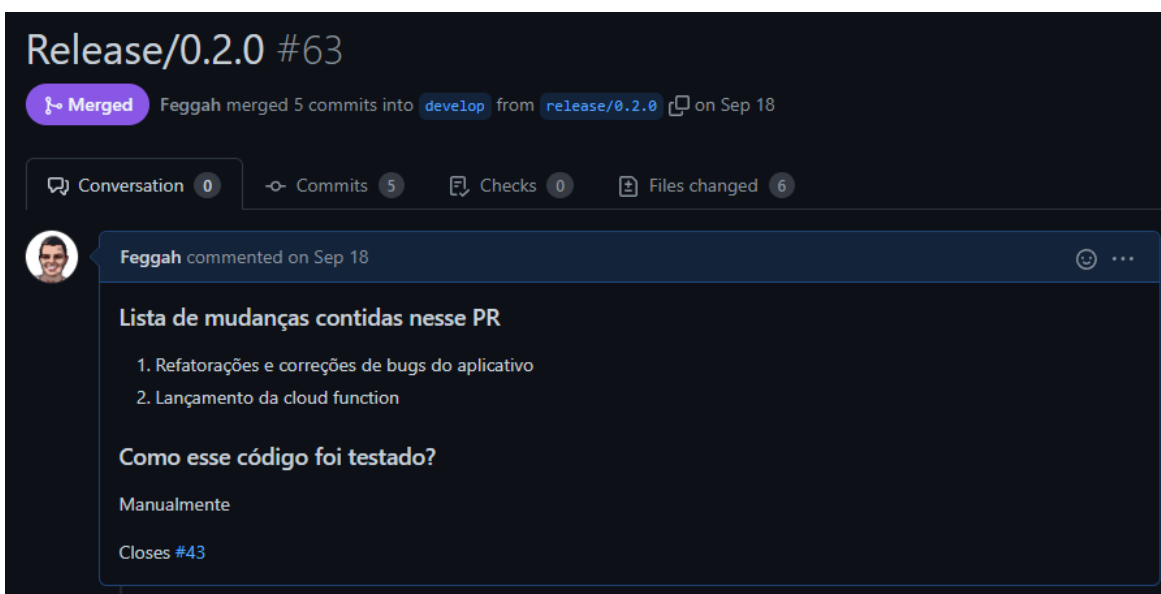 Release/0.2.0 #63
Merged Feggah merged 5 commits into develop from release/0.2.0 on Sep 18
Conversation 0 Commits 5 Checks 0 Files changed 6
Feggah commented on Sep 18
Lista de mudanças contidas nesse PR
1. Refatorações e correções de bugs do aplicativo
2. Lançamento da cloud function
Como esse código foi testado?
Manualmente
Closes #43